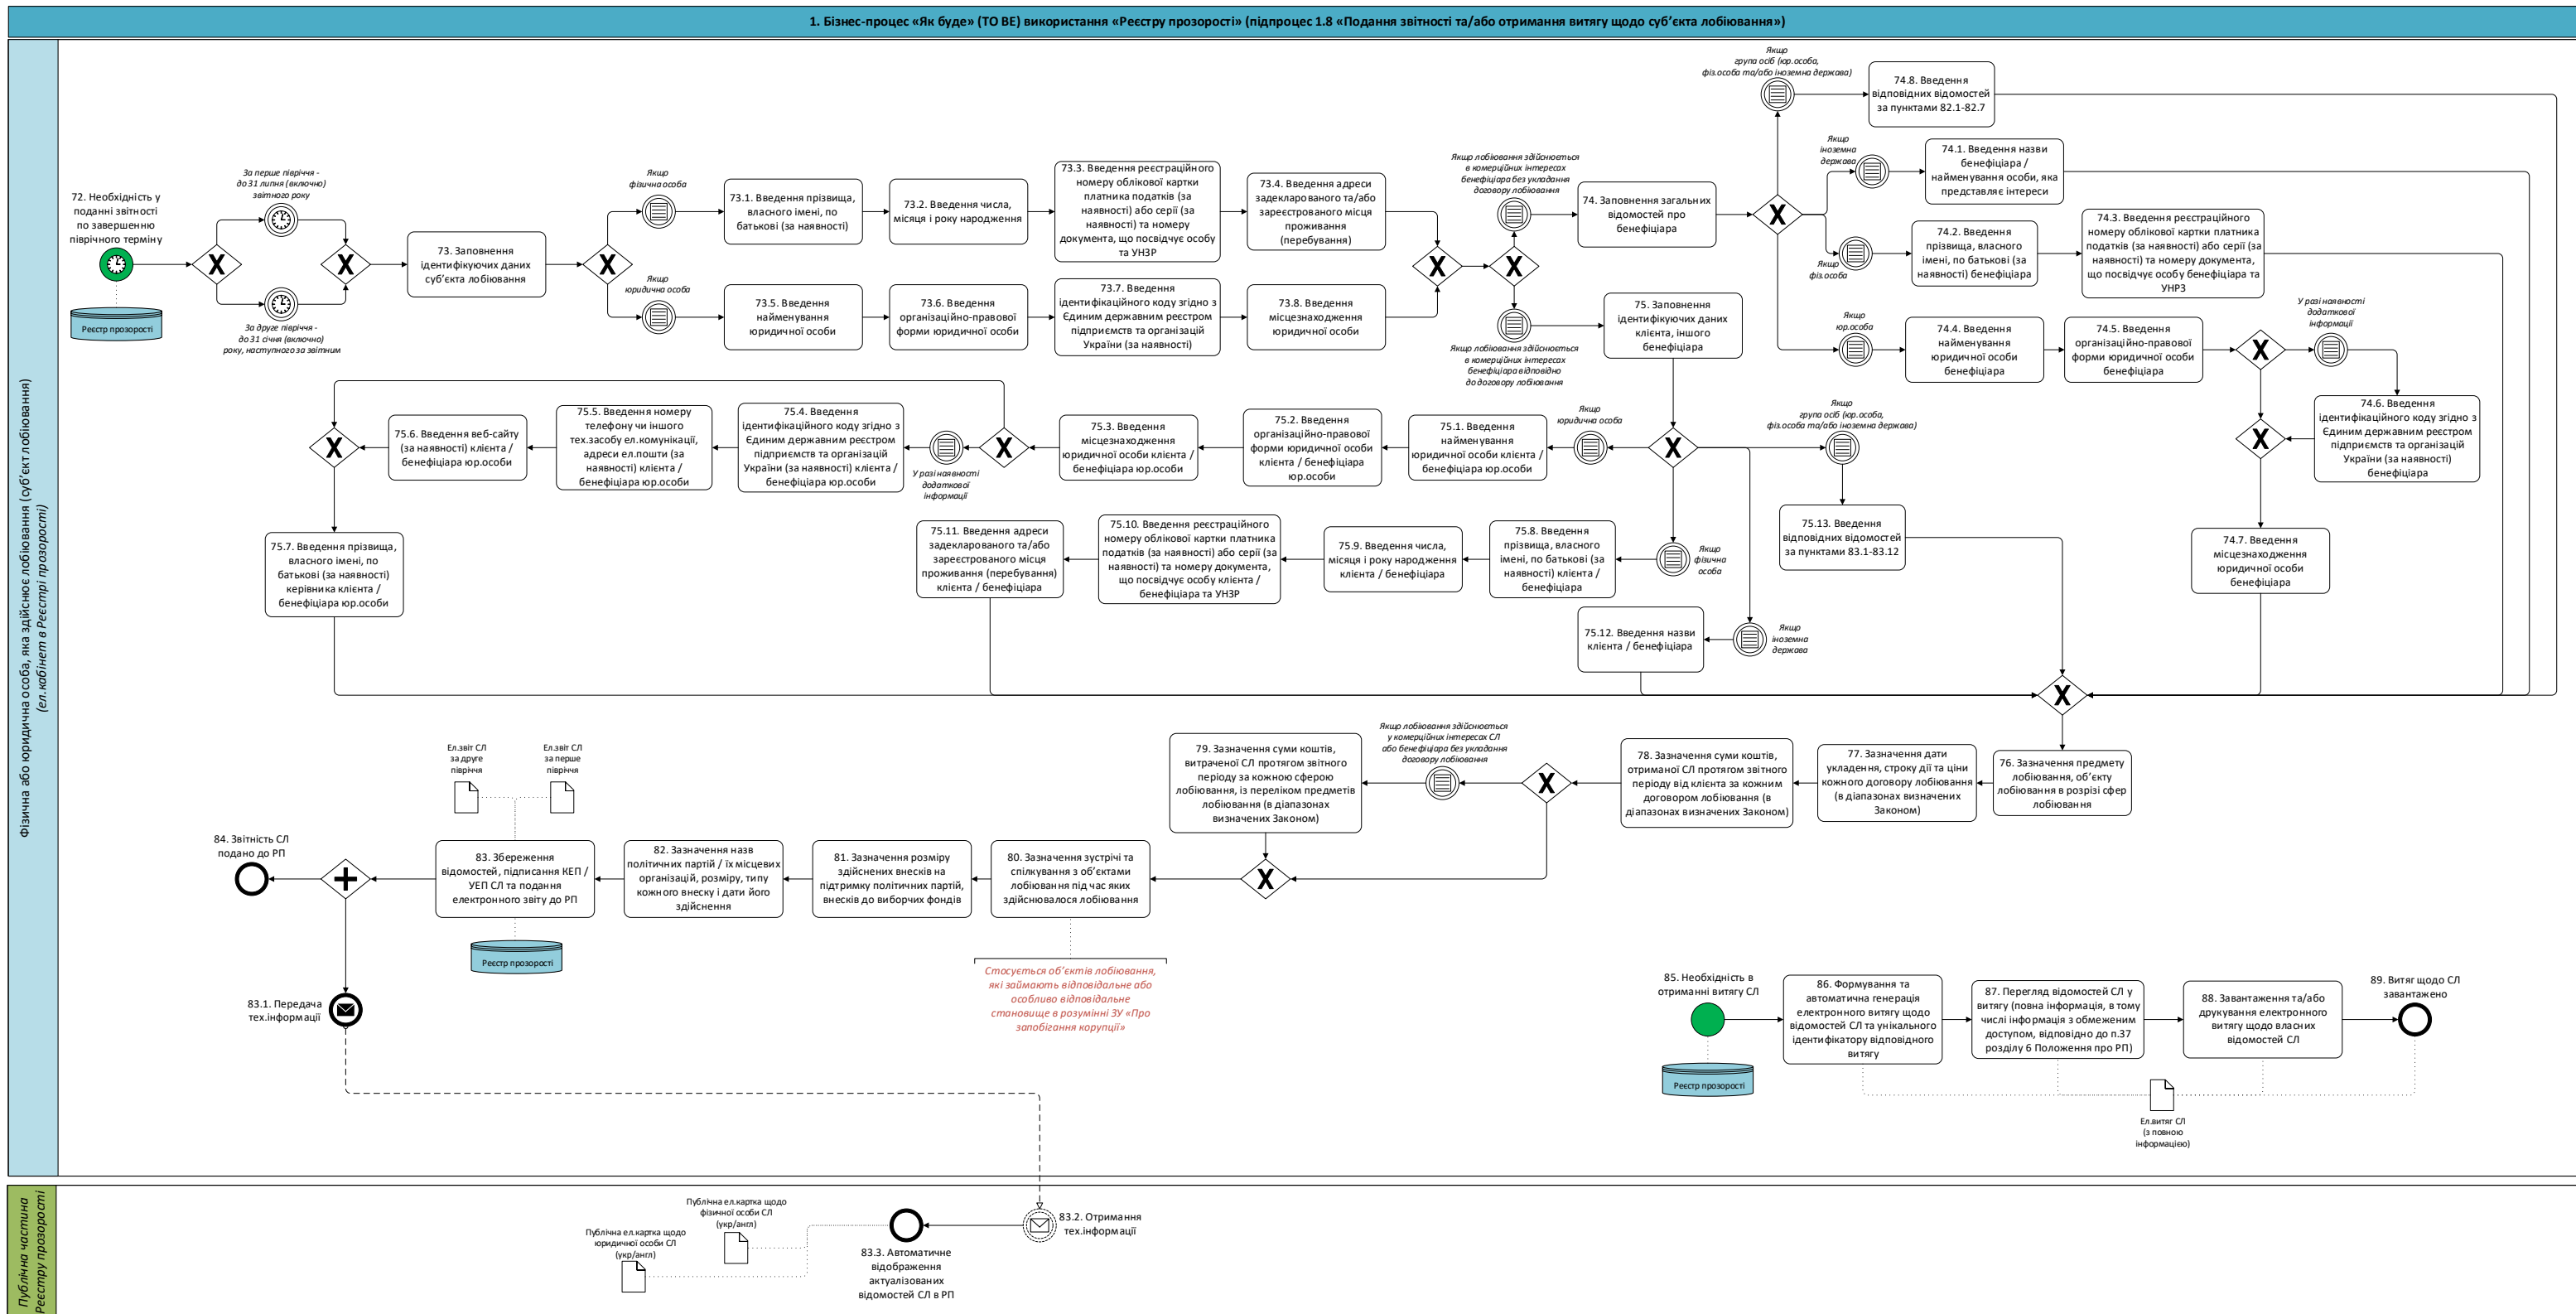 1. Бізнес-процес «Як буде» (TO BE) використання «Реєстру прозорості» (підпроцес 1.8 «Подання звітності та/або отримання витягу щодо суб’єкта лобіювання»)
Фізична або юридична особа, яка здійснює лобіювання (суб’єкт лобіювання)
(ел.кабінет в Реєстрі прозорості)
72. Необхідність у
поданні звітності
по завершенню
піврічного терміну
Реєстр прозорості
За перше півріччя -
до 31 липня (включно)
звітного року
За друге півріччя -
до 31 січня (включно)
року, наступного за звітним
73. Заповнення
ідентифікуючих даних
суб’єкта лобіювання
Якщо
фізична особа
73.1. Введення прізвища,
власного імені, по
батькові (за наявності)
73.2. Введення числа,
місяця і року народження
73.3. Введення реєстраційного
номеру облікової картки
платника податків (за
наявності) або серії (за
наявності) та номеру
документа, що посвідчує особу
та УНЗР
73.4. Введення адреси
задекларованого та/або
зареєстрованого місця
проживання
(перебування)
Якщо
юридична особа
73.5. Введення
найменування
юридичної особи
73.6. Введення
організаційно-правової
форми юридичної особи
73.7. Введення
ідентифікаційного коду згідно з
Єдиним державним реєстром
підприємств та організацій
України (за наявності)
73.8. Введення
місцезнаходження
юридичної особи
Якщо лобіювання здійснюється
в комерційних інтересах
бенефіціара без укладання
договору лобіювання
74. Заповнення загальних
відомостей про
бенефіціара
Якщо лобіювання здійснюється
в комерційних інтересах
бенефіціара відповідно
до договору лобіювання
75. Заповнення
ідентифікуючих даних
клієнта, іншого
бенефіціара
Якщо
група осіб (юр.особа,
фіз.особа та/або іноземна держава)
74.8. Введення
відповідних відомостей
за пунктами 82.1-82.7
Якщо
іноземна
держава
74.1. Введення назви
бенефіціара /
найменування особи, яка
представляє інтереси
Якщо
фіз.особа
74.2. Введення
прізвища, власного
імені, по батькові (за
наявності) бенефіціара
74.3. Введення реєстраційного
номеру облікової картки платника
податків (за наявності) або серії (за
наявності) та номеру документа,
що посвідчує особу бенефіціара та
УНРЗ
Якщо
юр.особа
74.4. Введення
найменування
юридичної особи
бенефіціара
74.5. Введення
організаційно-правової
форми юридичної особи
бенефіціара
У разі наявності
додаткової
інформації
74.6. Введення
ідентифікаційного коду згідно з
Єдиним державним реєстром
підприємств та організацій
України (за наявності)
бенефіціара
74.7. Введення
місцезнаходження
юридичної особи
бенефіціара
Якщо
юридична особа
75.1. Введення
найменування
юридичної особи клієнта /
бенефіціара
75.2. Введення
організаційно-правової
форми юридичної особи
клієнта / бенефіціара
юр.особи
75.3. Введення
місцезнаходження
юридичної особи клієнта /
бенефіціара юр.особи
У разі наявності
додаткової
інформації
75.4. Введення
ідентифікаційного коду згідно з
Єдиним державним реєстром
підприємств та організацій
України (за наявності) клієнта /
бенефіціара юр.особи
75.5. Введення номеру
телефону чи іншого
тех.засобу ел.комунікації,
адреси ел.пошти (за
наявності) клієнта /
бенефіціара юр.особи
75.6. Введення веб-сайту
(за наявності) клієнта /
бенефіціара юр.особи
75.7. Введення прізвища,
власного імені, по
батькові (за наявності)
керівника клієнта /
бенефіціара юр.особи
Якщо
фізична
особа
75.8. Введення
прізвища, власного
імені, по батькові (за
наявності) клієнта /
бенефіціара
75.9. Введення числа,
місяця і року народження
клієнта / бенефіціара
75.10. Введення реєстраційного
номеру облікової картки платника
податків (за наявності) або серії (за
наявності) та номеру документа,
що посвідчує особу клієнта /
бенефіціара та УНЗР
75.11. Введення адреси
задекларованого та/або
зареєстрованого місця
проживання (перебування)
клієнта / бенефіціара
Якщо
іноземна
держава
75.12. Введення назви
клієнта / бенефіціара
Якщо
група осіб (юр.особа,
фіз.особа та/або іноземна держава)
75.13. Введення
відповідних відомостей
за пунктами 83.1-83.12
76. Зазначення предмету
лобіювання, об’єкту
лобіювання в розрізі сфер
лобіювання
77. Зазначення дати
укладення, строку дії та ціни
кожного договору лобіювання
(в діапазонах визначених
Законом)
78. Зазначення суми коштів,
отриманої СЛ протягом звітного
періоду від клієнта за кожним
договором лобіювання (в
діапазонах визначених Законом)
Якщо лобіювання здійснюється
у комерційних інтересах СЛ
або бенефіціара без укладання
договору лобіювання
79. Зазначення суми коштів,
витраченої СЛ протягом звітного
періоду за кожною сферою
лобіювання, із переліком предметів
лобіювання (в діапазонах
визначених Законом)
80. Зазначення зустрічі та
спілкування з об’єктами
лобіювання під час яких
здійснювалося лобіювання
Стосується об’єктів лобіювання,
які займають відповідальне або
особливо відповідальне
становище в розумінні ЗУ «Про
запобігання корупції»
81. Зазначення розміру
здійснених внесків на
підтримку політичних партій,
внесків до виборчих фондів
82. Зазначення назв
політичних партій / їх місцевих
організацій, розміру, типу
кожного внеску і дати його
здійснення
83. Збереження
відомостей, підписання КЕП /
УЕП СЛ та подання
електронного звіту до РП
Ел.звіт СЛ
за друге
півріччя
Ел.звіт СЛ
за перше
півріччя
Реєстр прозорості
84. Звітність СЛ
подано до РП
83.1. Передача
тех.інформації
85. Необхідність в
отриманні витягу СЛ
Реєстр прозорості
86. Формування та
автоматична генерація
електронного витягу щодо
відомостей СЛ та унікального
ідентифікатору відповідного
витягу
87. Перегляд відомостей СЛ у
витягу (повна інформація, в тому
числі інформація з обмеженим
доступом, відповідно до п.37
розділу 6 Положення про РП)
88. Завантаження та/або
друкування електронного
витягу щодо власних
відомостей СЛ
89. Витяг щодо СЛ
завантажено
Ел.витяг СЛ
(з повною
інформацією)
Публічна частина
Реєстру прозорості
Публічна ел.картка щодо
фізичної особи СЛ
(укр/англ)
Публічна ел.картка щодо
юридичної особи СЛ
(укр/англ)
83.3. Автоматичне
відображення
актуалізованих
відомостей СЛ в РП
83.2. Отримання
тех.інформації